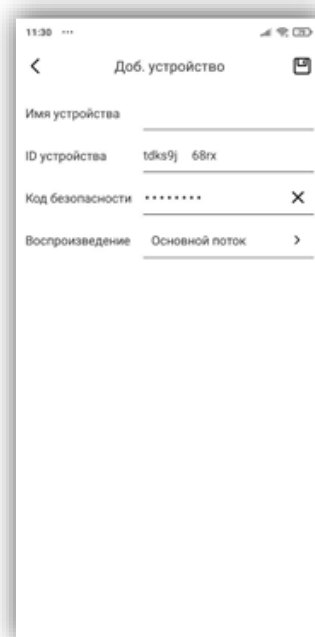 11:30 ...
Доб. устройство
Имя устройства
ID устройства tdks9j 68rx
Код безопасности ••••••••
Воспроизведение Основной поток